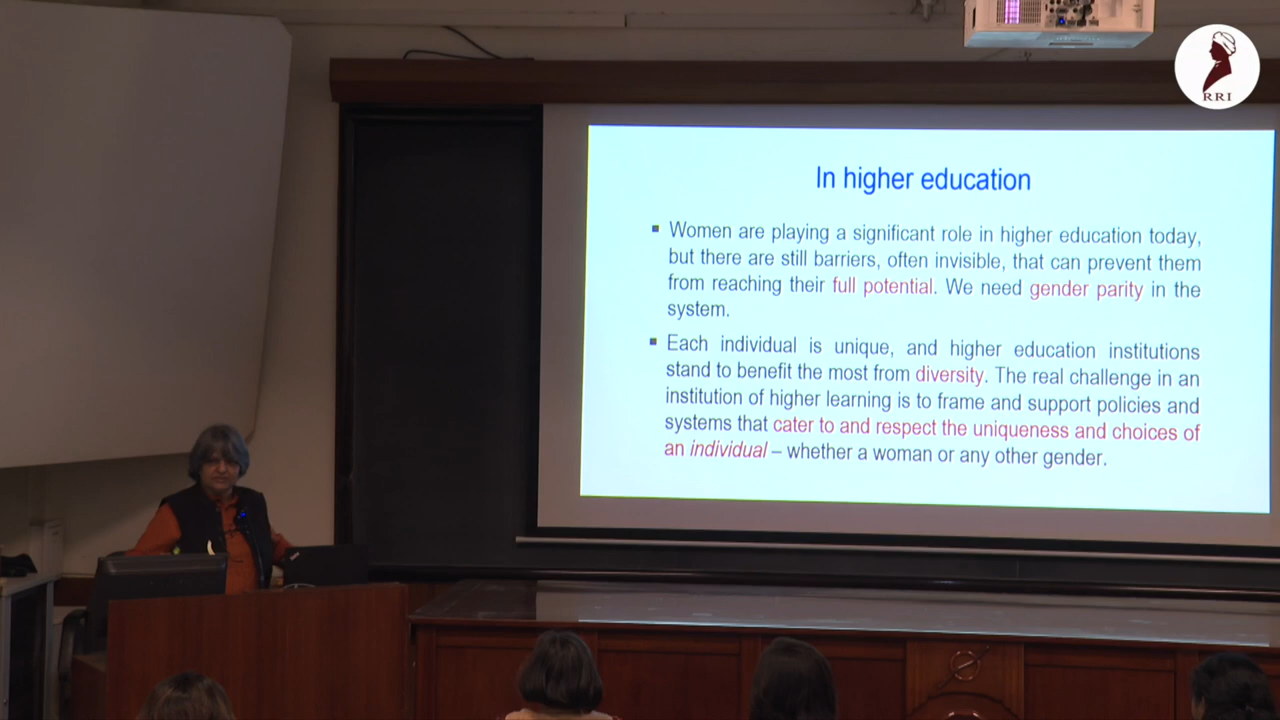 RRI
In higher education
Women are playing a significant role in higher education today,
but there are still barriers, often invisible, that can prevent them
from reaching their full potential. We need gender parity in the
system.
Each individual is unique, and higher education institutions
stand to benefit the most from diversity. The real challenge in an
institution of higher learning is to frame and support policies and
systems that cater to and respect the uniqueness and choices of
an individual – whether a woman or any other gender.